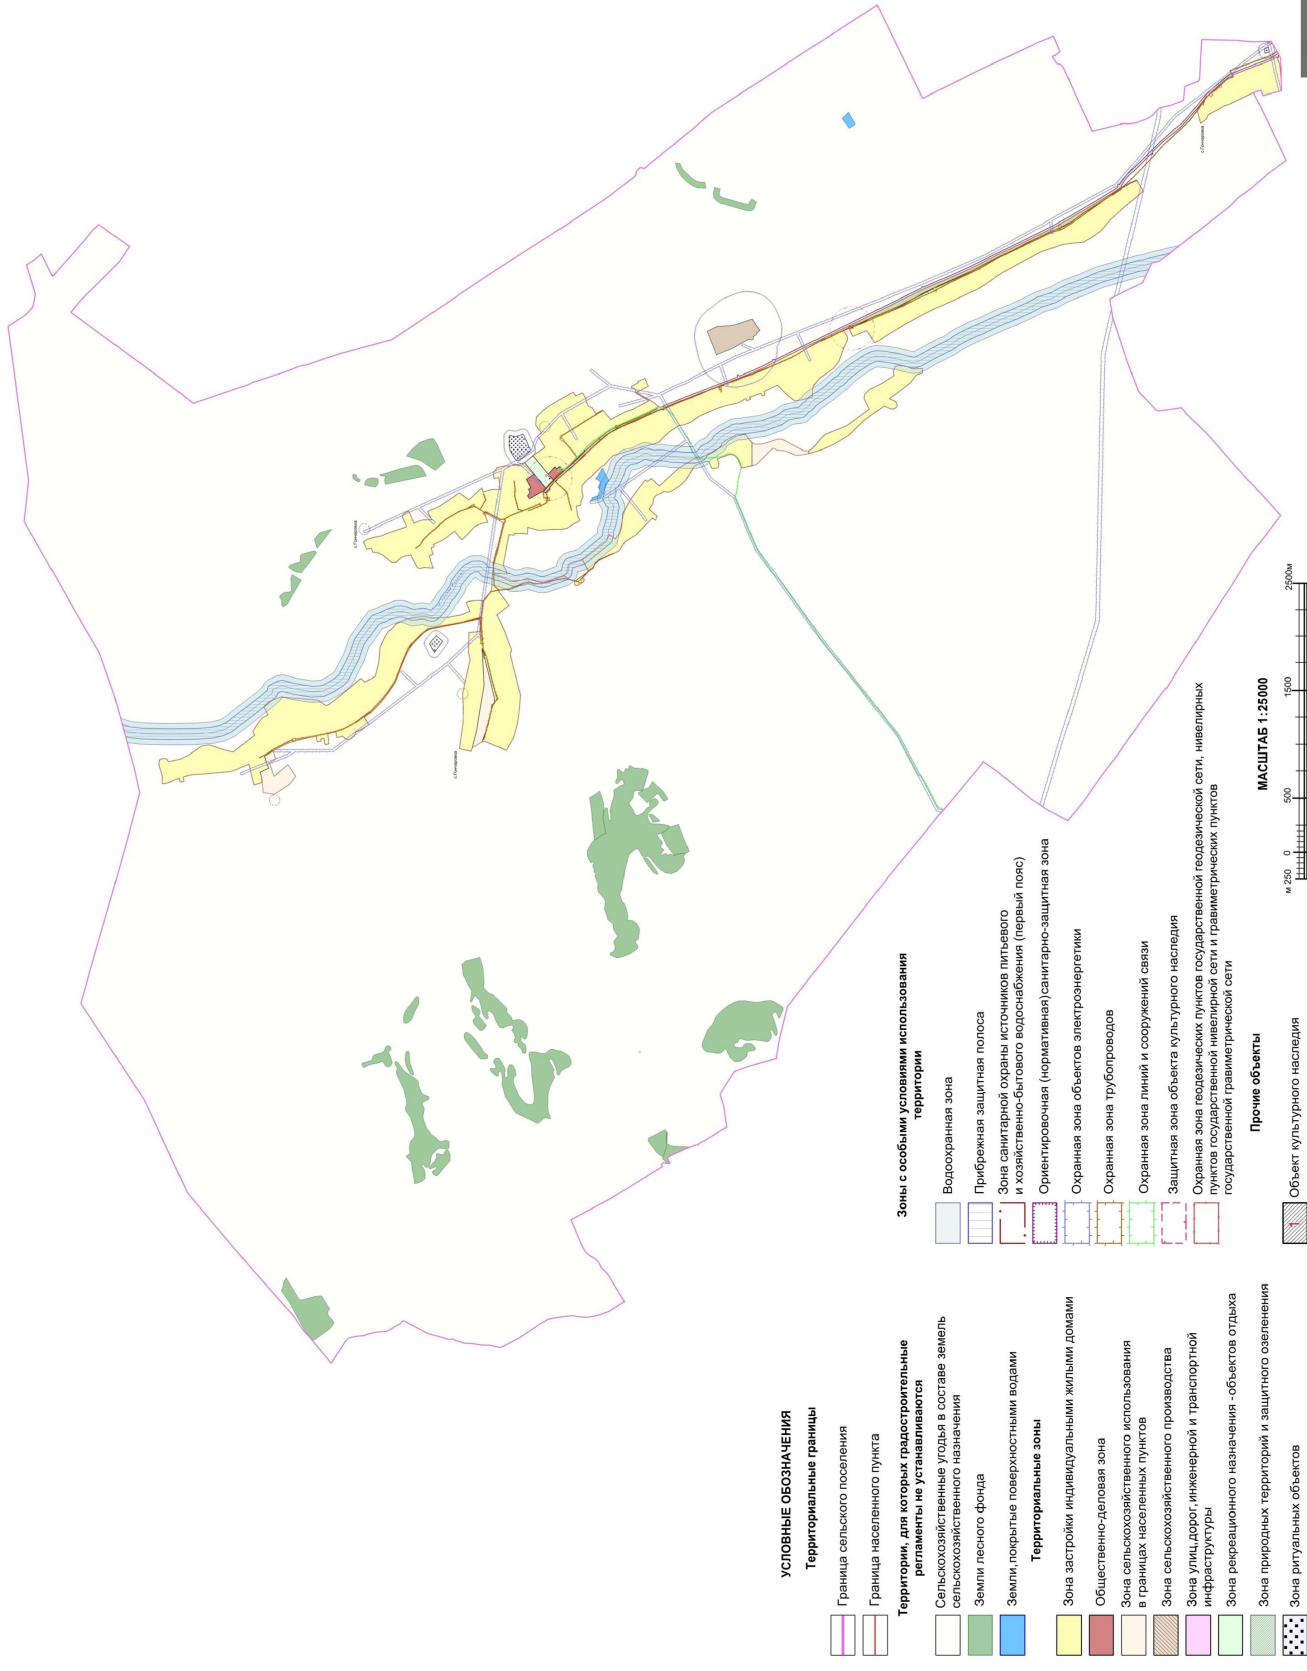 УСЛОВНЫЕ ОБОЗНАЧЕНИЯ
Территориальные границы
Граница сельского поселения
Граница населенного пункта
Территории, для которых градостроительные
регламенты не устанавливаются
Сельскохозяйственные угодья в составе земель
сельскохозяйственного назначения
Земли лесного фонда
Земли, покрытые поверхностными водами
Территориальные зоны
Зона застройки индивидуальными жилыми домами
Общественно-деловая зона
Зона сельскохозяйственного использования
в границах населенных пунктов
Зона сельскохозяйственного производства
Зона улиц, дорог, инженерной и транспортной
инфраструктуры
Зона рекреационного назначения - объектов отдыха
Зона природных территорий и защитного озеленения
Зона ритуальных объектов
Зоны с особыми условиями использования
территории
Водоохранная зона
Прибрежная защитная полоса
Зона санитарной охраны источников питьевого
и хозяйственно-бытового водоснабжения (первый пояс)
Ориентировочная (нормативная) санитарно-защитная зона
Охранная зона объектов электроэнергетики
Охранная зона трубопроводов
Охранная зона линий и сооружений связи
Защитная зона объекта культурного наследия
Охранная зона геодезических пунктов государственной геодезической сети, нивелирных
пунктов государственной нивелирной сети и гравиметрических пунктов
государственной гравиметрической сети
Прочие объекты
1
Объект культурного наследия
МАСШТАБ 1:25000
м 250 0 500 1500 2500м
с.Гончаровка
с.Гончаровка
с.Гончаровка